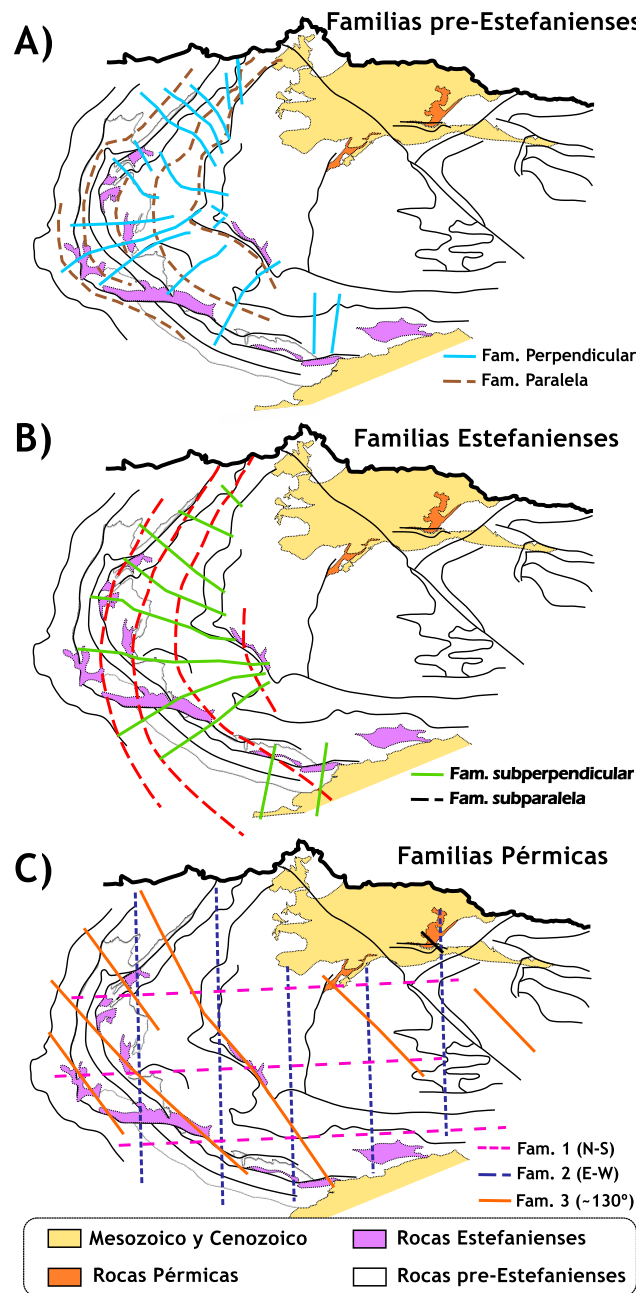 A)
Familias pre-Estefanienses
Fam. Perpendicular
Fam. Paralela
B)
Familias Estefanienses
Fam. subperpendicular
Fam. subparalela
C)
Familias Pérmicas
Fam. 1 (N-S)
Fam. 2 (E-W)
Fam. 3 (~130º)
Mesozoico y Cenozoico
Rocas Estefanienses
Rocas Pérmicas
Rocas pre-Estefanienses